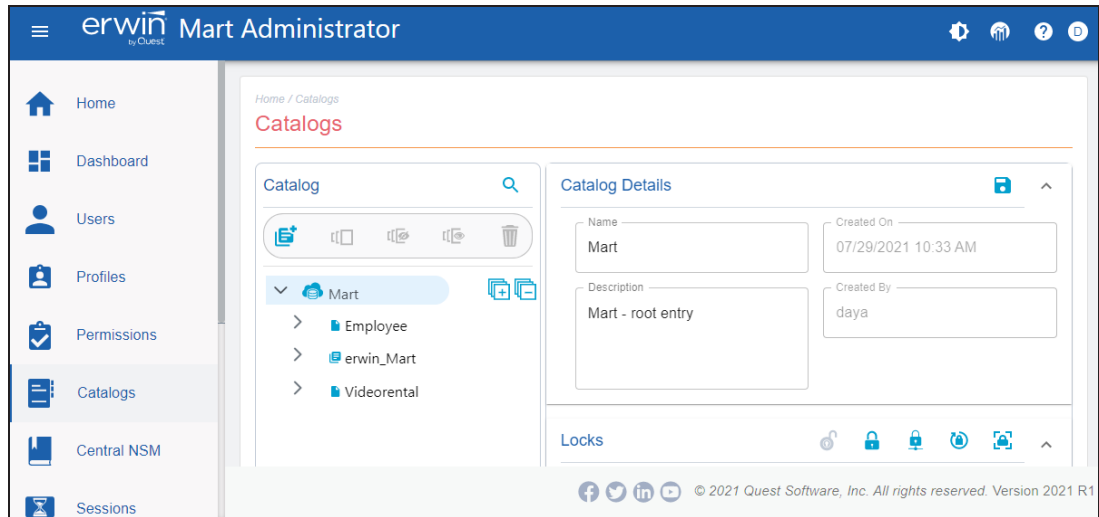 erwin Mart Administrator
by Quest
D
Home
Dashboard
Users
Profiles
Permissions
Catalogs
Central NSM
Sessions
Home / Catalogs
Catalogs
Catalog
Mart
Employee
erwin_Mart
Videorental
Catalog Details
Name
Mart
Created On
07/29/2021 10:33 AM
Description
Mart - root entry
Created By
daya
Locks
© 2021 Quest Software, Inc. All rights reserved. Version 2021 R1